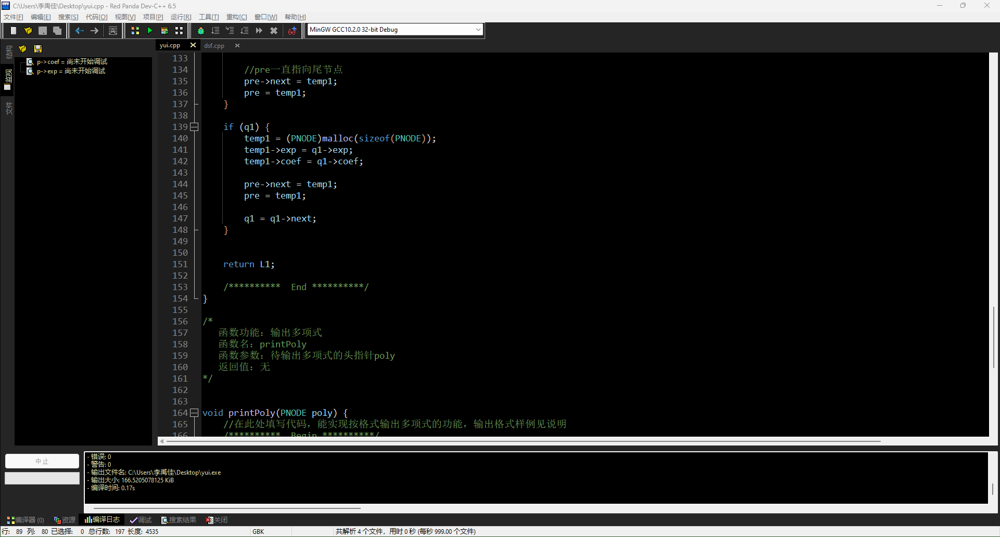 C:\Users\李禹佳\Desktop\yui.cpp - Red Panda Dev-C++ 6.5
文件[F] 编辑[E] 搜索[S] 代码[O] 视图[V] 项目[P] 运行[R] 工具[T] 重构[C] 窗口[W] 帮助[H]
MinGW GCC10.2.0 32-bit Debug
结构
监视
文件
p->coef = 尚未开始调试
p->exp = 尚未开始调试
yui.cpp dsf.cpp
133
134 //pre一直指向尾节点
135 pre->next = temp1;
136 pre = temp1;
137 }
138
139 if (q1) {
140 temp1 = (PNODE)malloc(sizeof(PNODE));
141 temp1->exp = q1->exp;
142 temp1->coef = q1->coef;
143
144 pre->next = temp1;
145 pre = temp1;
146
147 q1 = q1->next;
148 }
149
150
151 return L1;
152
153 /********** End **********/
154 }
155
156 /*
157 函数功能：输出多项式
158 函数名：printPoly
159 函数参数：待输出多项式的头指针poly
160 返回值：无
161 */
162
163
164 void printPoly(PNODE poly) {
165 //在此处填写代码，能实现按格式输出多项式的功能，输出格式样例见说明
166 /********** Begin **********/
中止
- 错误: 0
- 警告: 0
- 输出文件名: C:\Users\李禹佳\Desktop\yui.exe
- 输出大小: 166.5205078125 KiB
- 编译时间: 0.17s
编译器 (0) 资源 编译日志 调试 搜索结果 关闭
行: 89 列: 80 已选择: 0 总行数: 197 长度: 4535 GBK 共解析 4 个文件，用时 0 秒 (每秒 999.00 个文件)